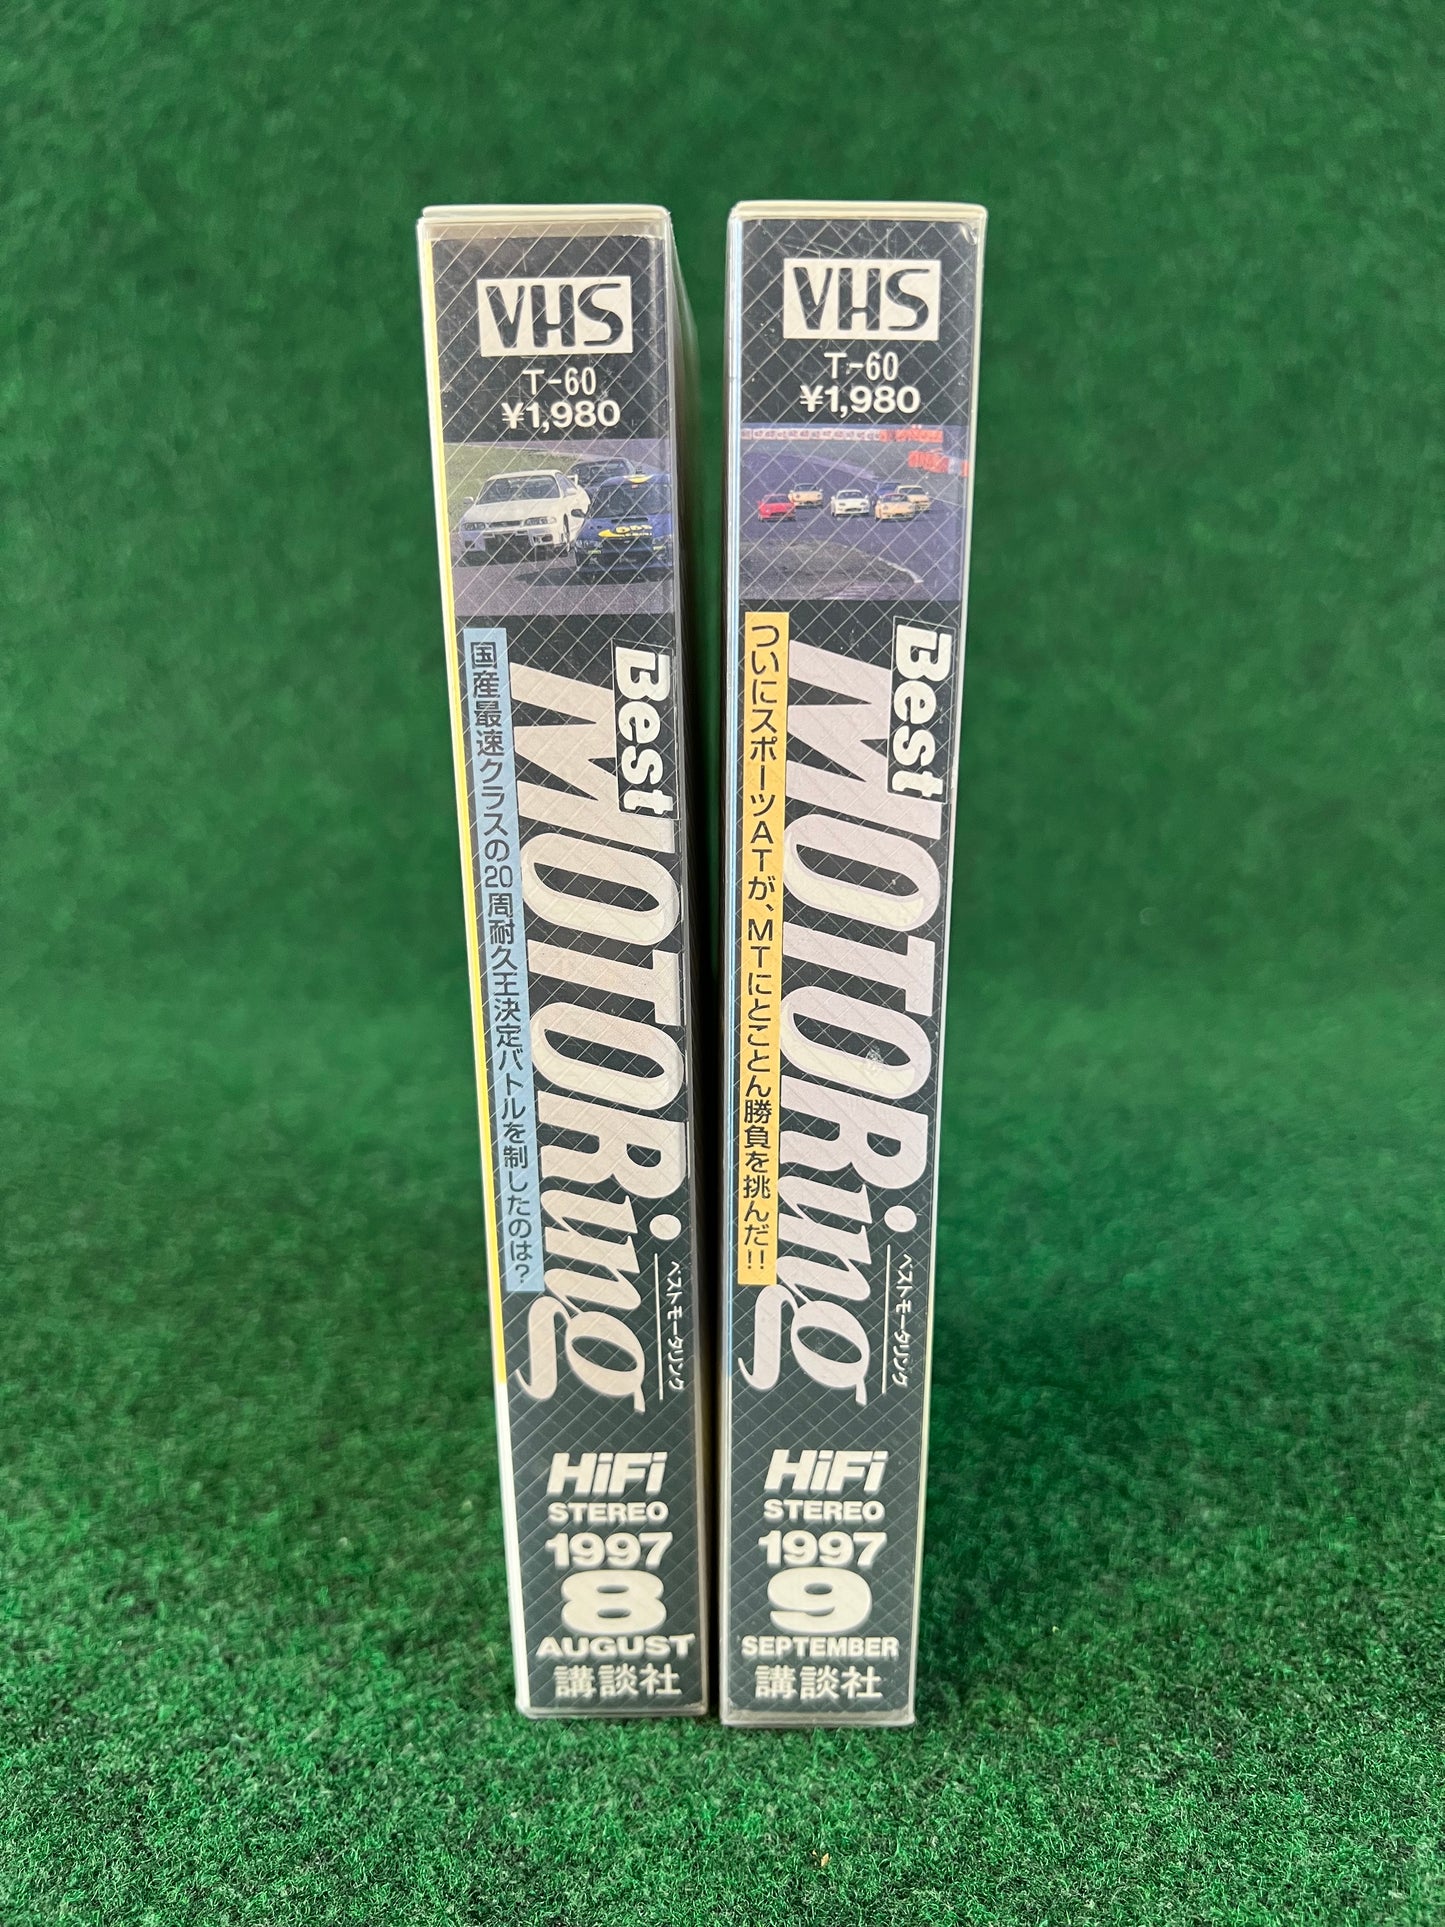 VHS
T-60
¥1,980
国産最速クラスの20周耐久王決定バトルを制したのは?
Best
MOTORing
ベストモータリング
HiFi
STEREO
1997
8
AUGUST
講談社
VHS
T-60
¥1,980
ついにスポーツATが、MTにとことん勝負を挑んだ!!
Best
MOTORing
ベストモータリング
HiFi
STEREO
1997
9
SEPTEMBER
講談社